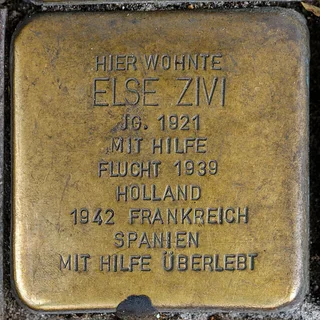 HIER WOHNTE
ELSE ZIVI
JG. 1921
MIT HILFE
FLUCHT 1939
HOLLAND
1942 FRANKREICH
SPANIEN
MIT HILFE ÜBERLEBT